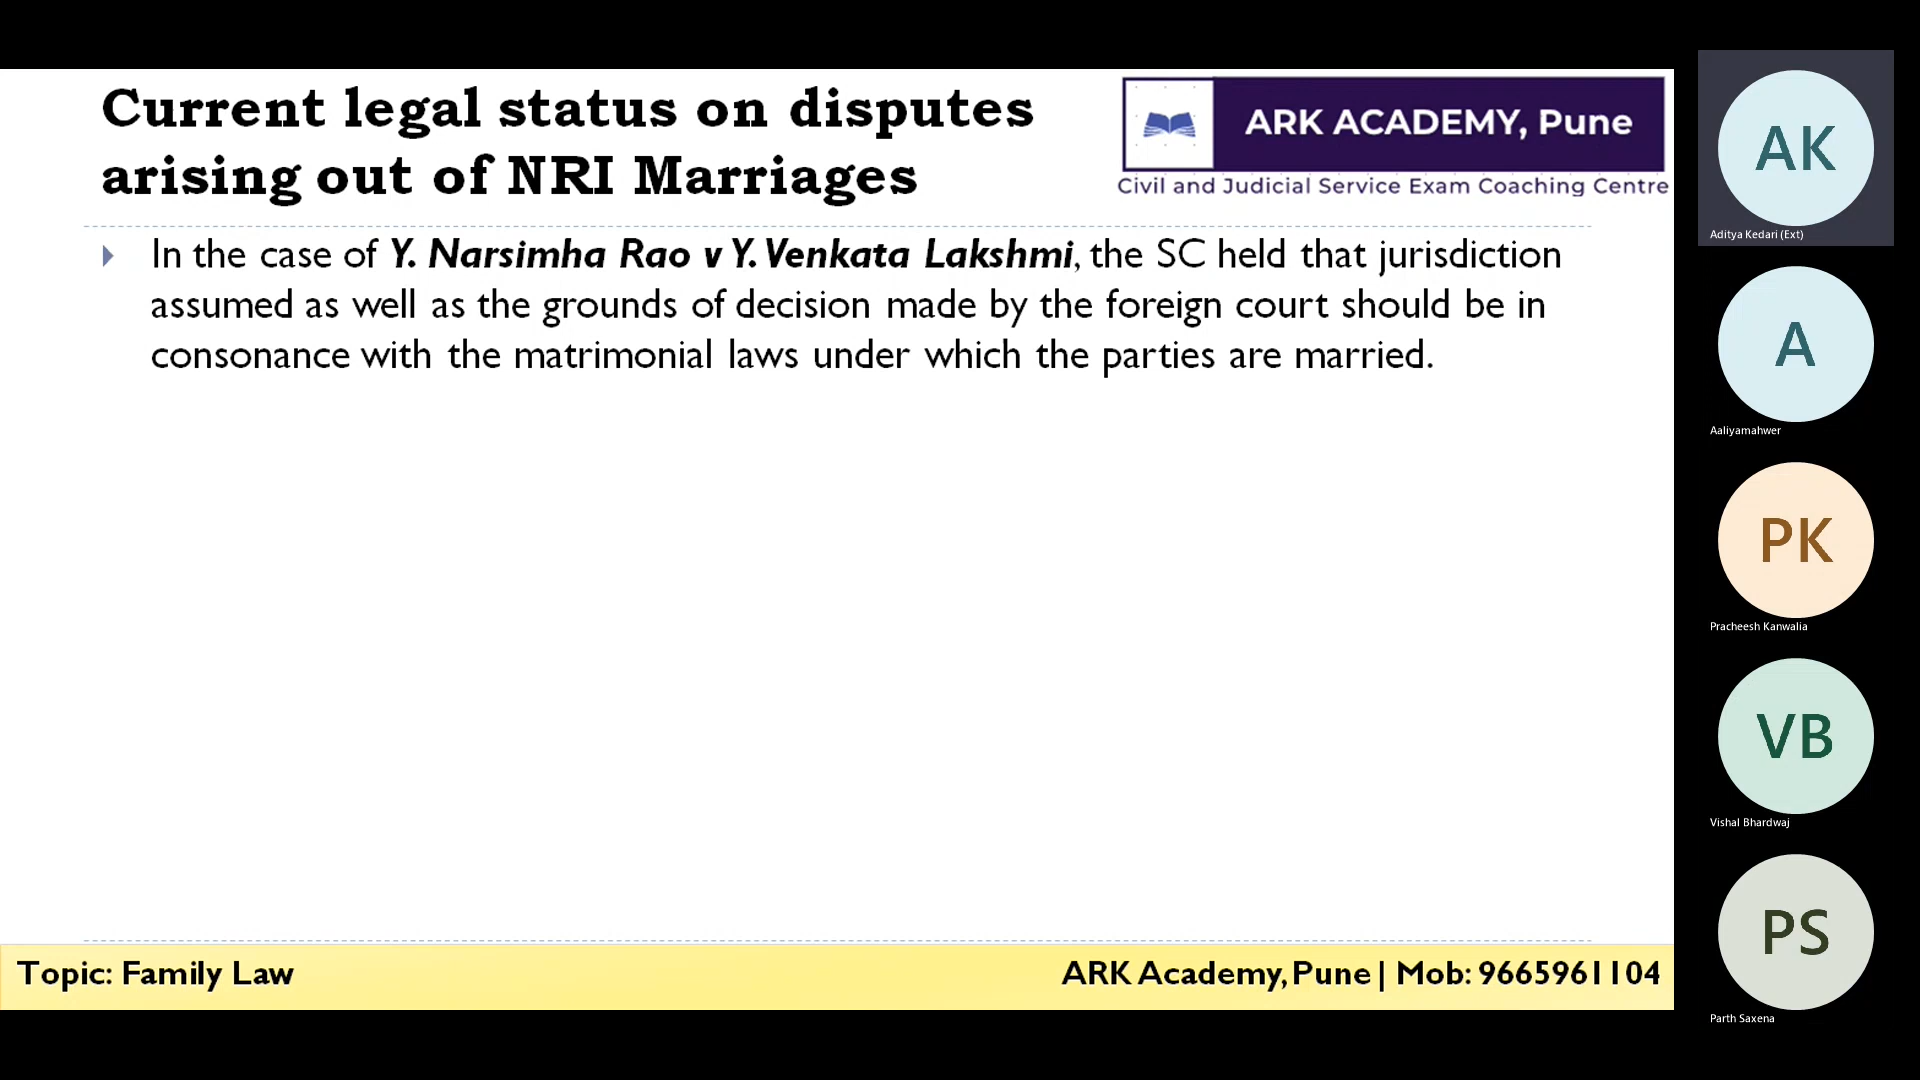 Current legal status on disputes
arising out of NRI Marriages
ARK ACADEMY, Pune
Civil and Judicial Service Exam Coaching Centre
In the case of Y. Narsimha Rao v Y. Venkata Lakshmi, the SC held that jurisdiction
assumed as well as the grounds of decision made by the foreign court should be in
consonance with the matrimonial laws under which the parties are married.
Topic: Family Law
ARK Academy, Pune | Mob: 9665961104
AK
Aditya Kedari (Ext)
A
Aaliyamahwer
PK
Pracheesh Kanwalia
VB
Vishal Bhardwaj
PS
Parth Saxena